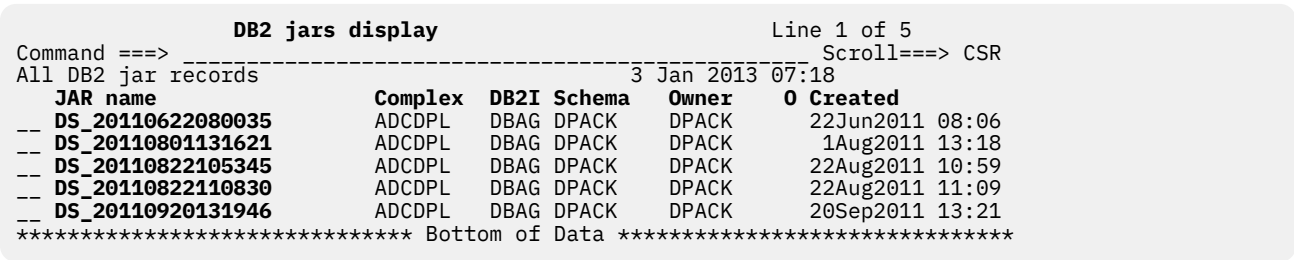 DB2 jars display Line 1 of 5
Command ===> _________________________________________________ Scroll===> CSR
All DB2 jar records 3 Jan 2013 07:18
JAR name Complex DB2I Schema Owner O Created
__ DS_20110622080035 ADCDPL DBAG DPACK DPACK 22Jun2011 08:06
__ DS_20110801131621 ADCDPL DBAG DPACK DPACK 1Aug2011 13:18
__ DS_20110822105345 ADCDPL DBAG DPACK DPACK 22Aug2011 10:59
__ DS_20110822110830 ADCDPL DBAG DPACK DPACK 22Aug2011 11:09
__ DS_20110920131946 ADCDPL DBAG DPACK DPACK 20Sep2011 13:21
******************************* Bottom of Data *******************************